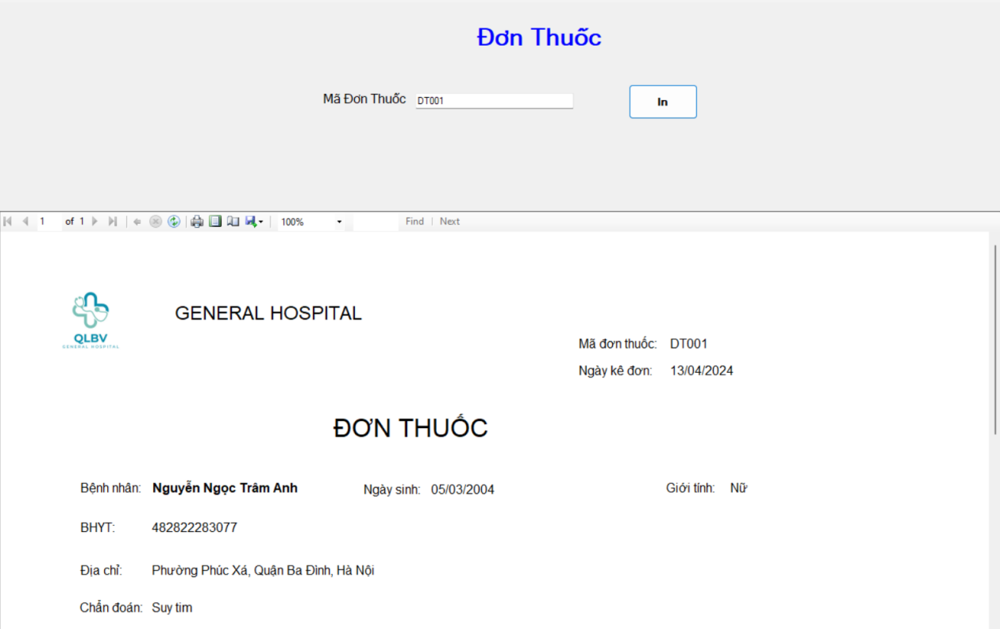 Đơn Thuốc
Mã Đơn Thuốc DT001 In
1 of 1 100% Find | Next
QLBV
GENERAL HOSPITAL
GENERAL HOSPITAL
Mã đơn thuốc: DT001
Ngày kê đơn: 13/04/2024
ĐƠN THUỐC
Bệnh nhân: Nguyễn Ngọc Trâm Anh Ngày sinh: 05/03/2004 Giới tính: Nữ
BHYT: 482822283077
Địa chỉ: Phường Phúc Xá, Quận Ba Đình, Hà Nội
Chẩn đoán: Suy tim